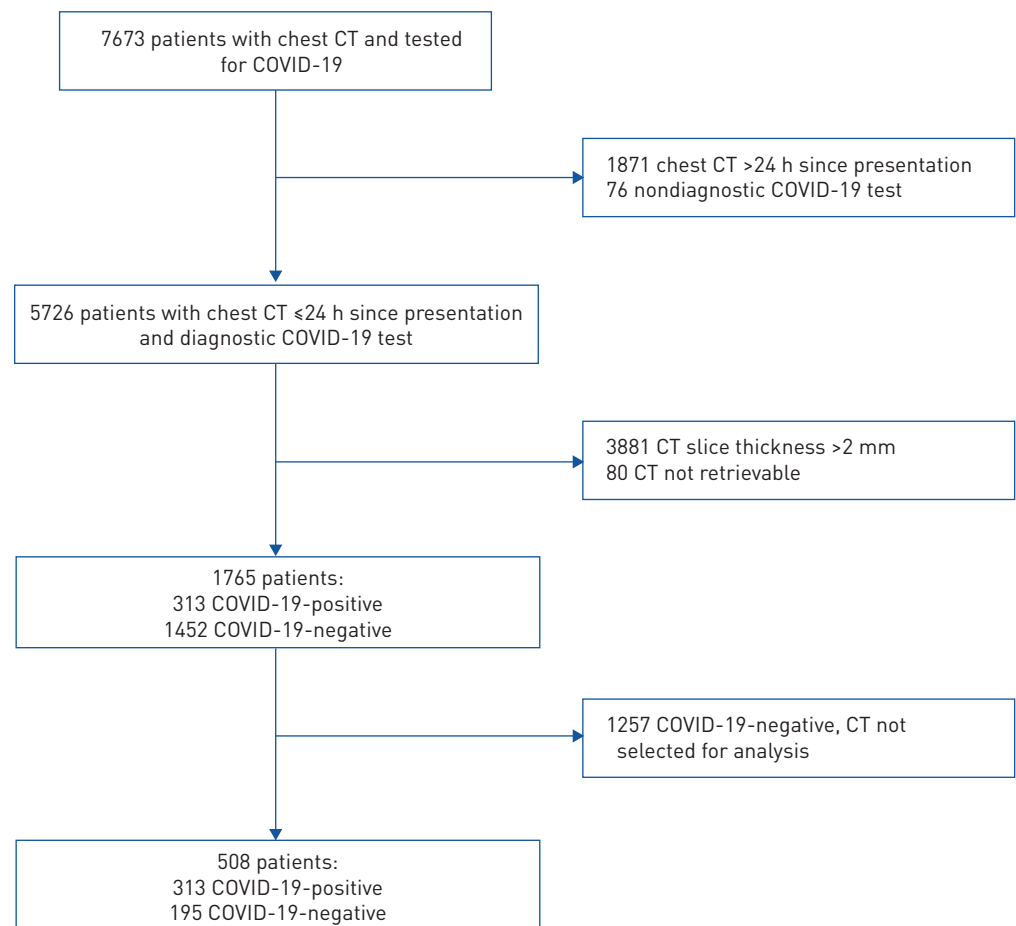 7673 patients with chest CT and tested
for COVID-19
1871 chest CT >24 h since presentation
76 nondiagnostic COVID-19 test
5726 patients with chest CT ⩽24 h since presentation
and diagnostic COVID-19 test
3881 CT slice thickness >2 mm
80 CT not retrievable
1765 patients:
313 COVID-19-positive
1452 COVID-19-negative
1257 COVID-19-negative, CT not
selected for analysis
508 patients:
313 COVID-19-positive
195 COVID-19-negative